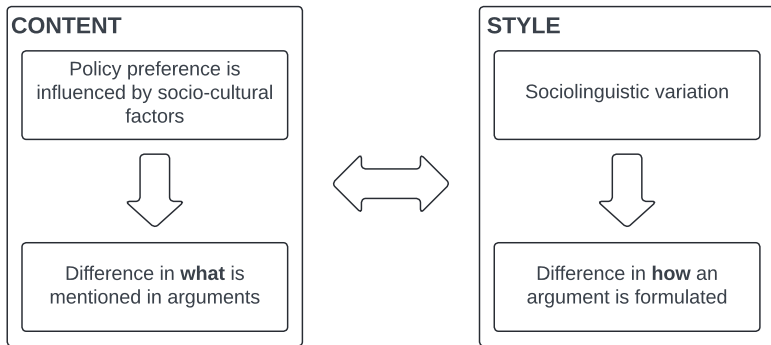 CONTENT
Policy preference is
influenced by socio-cultural
factors
Difference in what is
mentioned in arguments
STYLE
Sociolinguistic variation
Difference in how an
argument is formulated